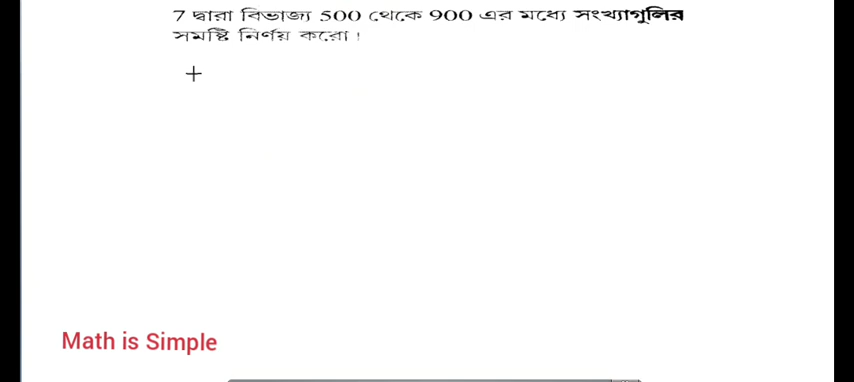 7 দ্বারা বিভাজ্য 500 থেকে 900 এর মধ্যে সংখ্যাগুলির
সমষ্টি নির্ণয় করো।
Math is Simple